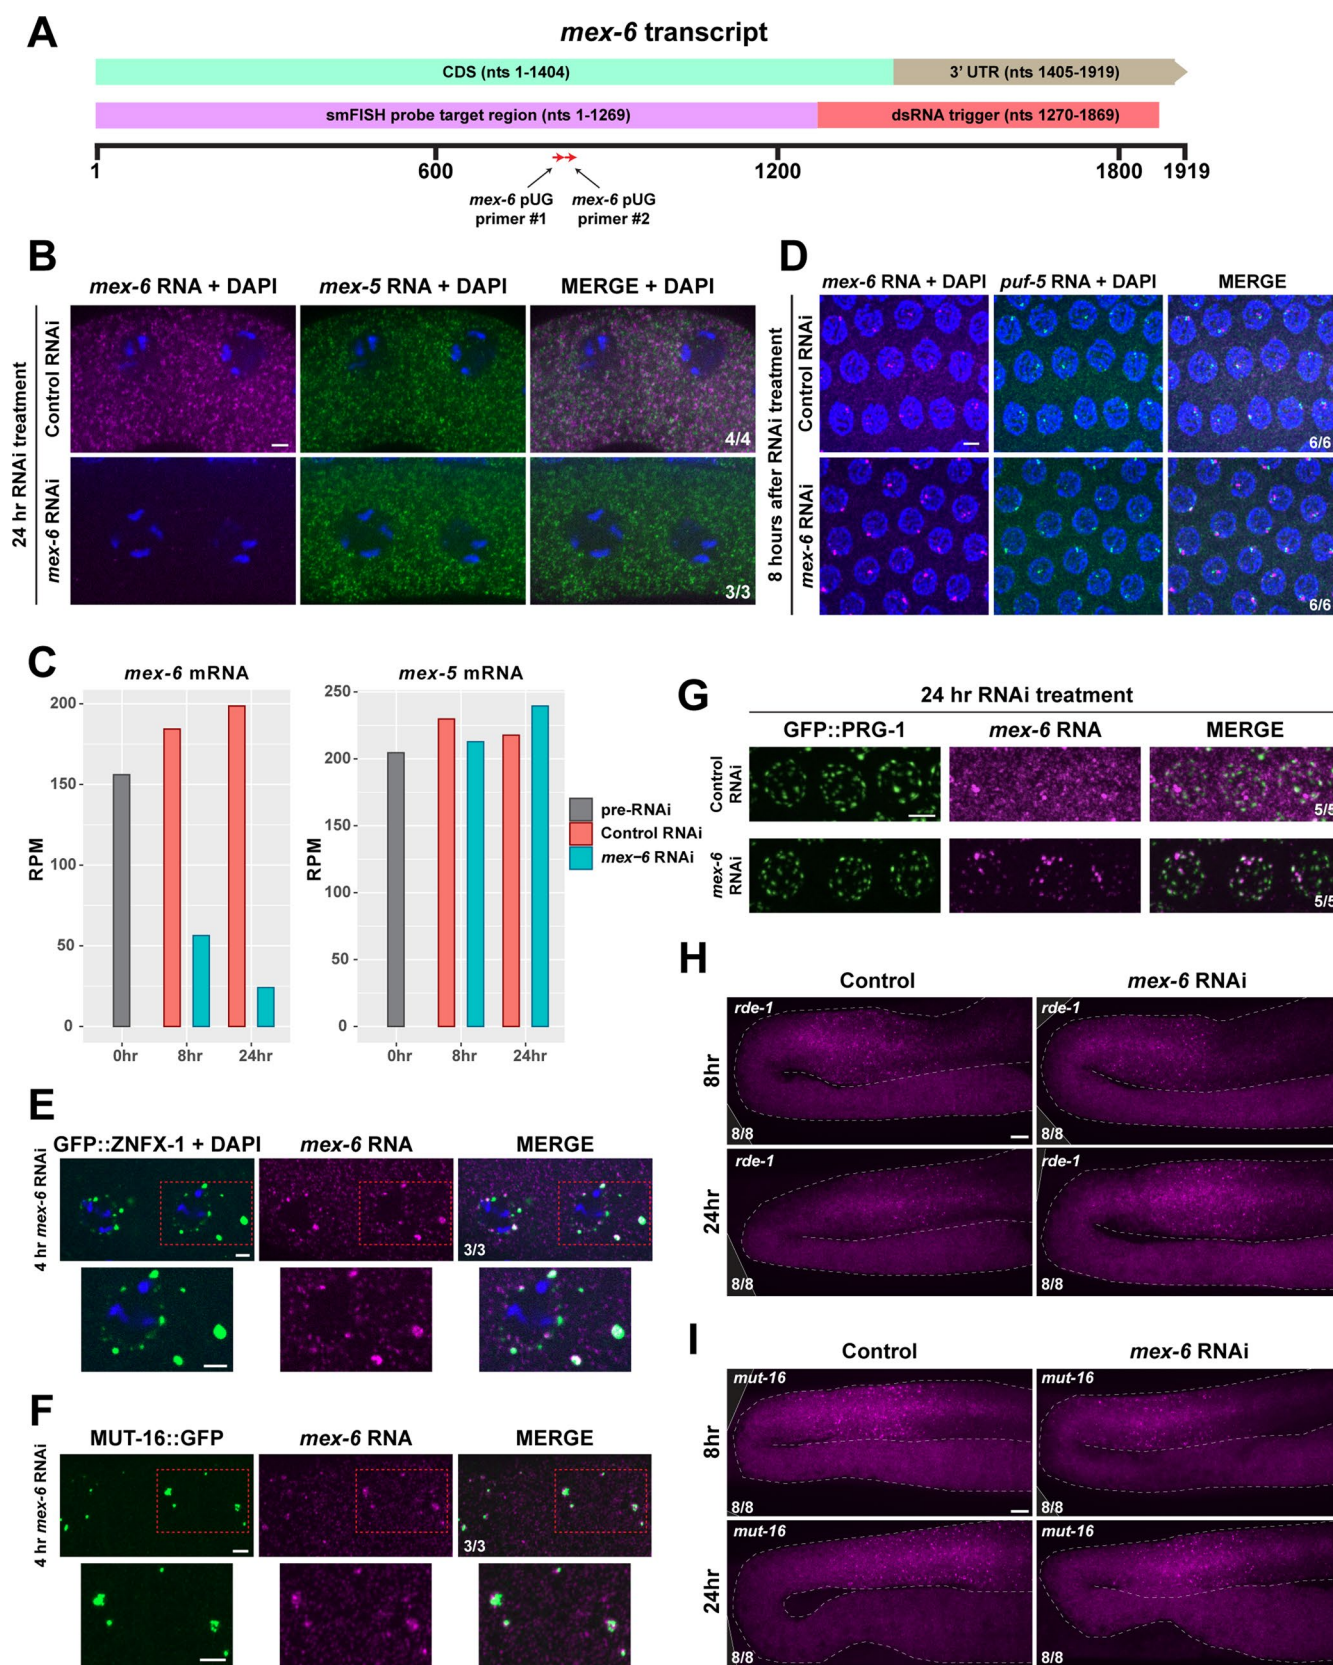 A
mex-6 transcript
CDS (nts 1-1404)
3' UTR (nts 1405-1919)
smFISH probe target region (nts 1-1269)
dsRNA trigger (nts 1270-1869)
1
600
1200
1800
1919
mex-6 pUG
primer #1
mex-6 pUG
primer #2
B
mex-6 RNA + DAPI
mex-5 RNA + DAPI
MERGE + DAPI
24 hr RNAi treatment
Control RNAi
4/4
mex-6 RNAi
3/3
D
mex-6 RNA + DAPI
puf-5 RNA + DAPI
MERGE
8 hours after RNAi treatment
Control RNAi
6/6
mex-6 RNAi
6/6
C
mex-6 mRNA
RPM
200
150
100
50
0
0hr
8hr
24hr
mex-5 mRNA
RPM
250
200
150
100
50
0
0hr
8hr
24hr
pre-RNAi
Control RNAi
mex-6 RNAi
G
24 hr RNAi treatment
GFP::PRG-1
mex-6 RNA
MERGE
Control
RNAi
5/5
mex-6
RNAi
5/5
E
GFP::ZNFX-1 + DAPI
mex-6 RNA
MERGE
4 hr mex-6 RNAi
3/3
F
MUT-16::GFP
mex-6 RNA
MERGE
4 hr mex-6 RNAi
3/3
H
Control
mex-6 RNAi
8hr
rde-1
8/8
rde-1
8/8
24hr
rde-1
8/8
rde-1
8/8
I
Control
mex-6 RNAi
8hr
mut-16
8/8
mut-16
8/8
24hr
mut-16
8/8
mut-16
8/8